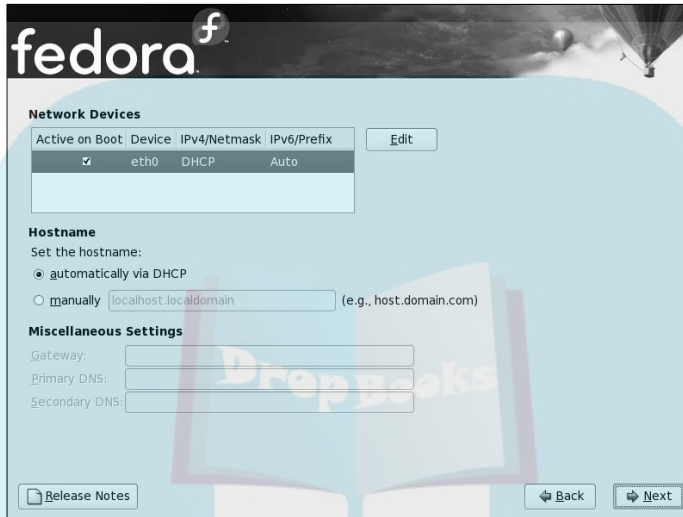 fedora f
Network Devices
Active on Boot Device IPv4/Netmask IPv6/Prefix
Edit
eth0 DHCP Auto
Hostname
Set the hostname:
automatically via DHCP
manually localhost.localdomain (e.g., host.domain.com)
Miscellaneous Settings
Gateway:
Primary DNS:
Secondary DNS:
DropBooks
Release Notes
Back
Next